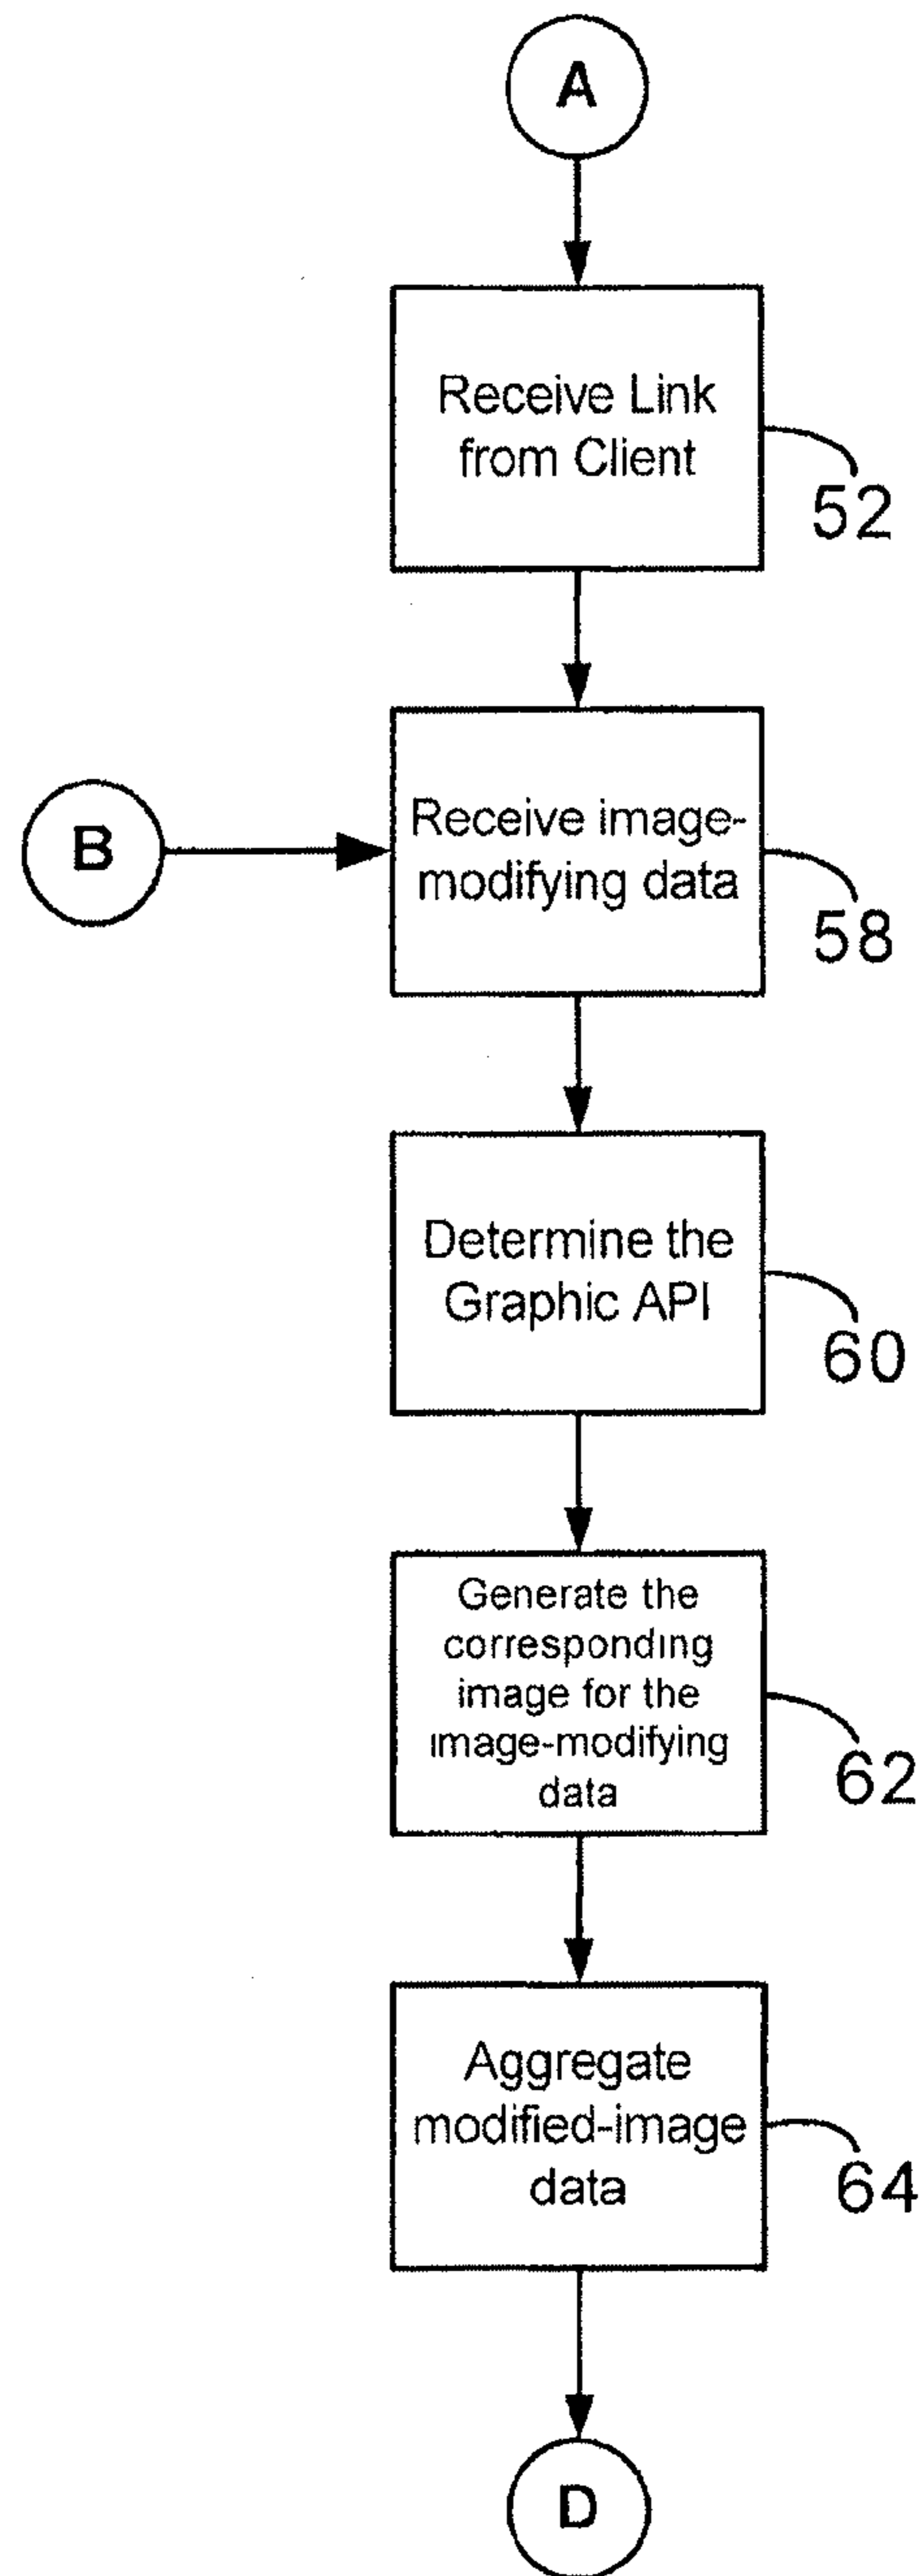 A
Receive Link
from Client
52
B
Receive image-
modifying data
58
Determine the
Graphic API
60
Generate the
corresponding
image for the
image-modifying
data
62
Aggregate
modified-image
data
64
D